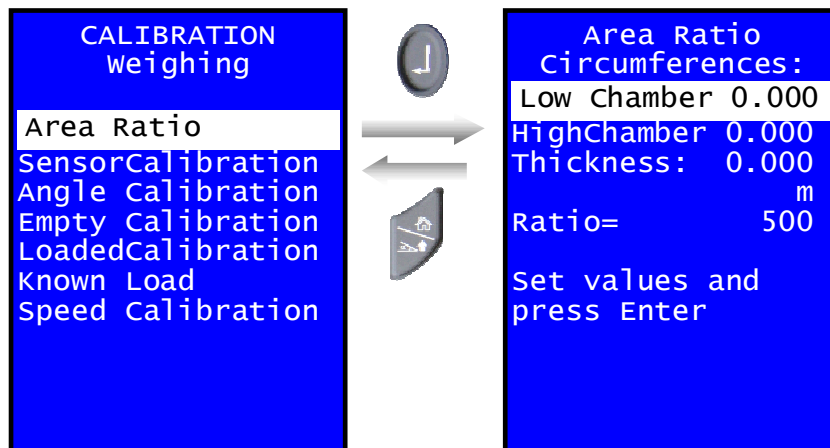 CALIBRATION
Weighing
Area Ratio
SensorCalibration
Angle Calibration
Empty Calibration
LoadedCalibration
Known Load
Speed Calibration
Area Ratio
Circumferences:
Low Chamber 0.000
HighChamber 0.000
Thickness: 0.000
m
Ratio= 500
Set values and
press Enter